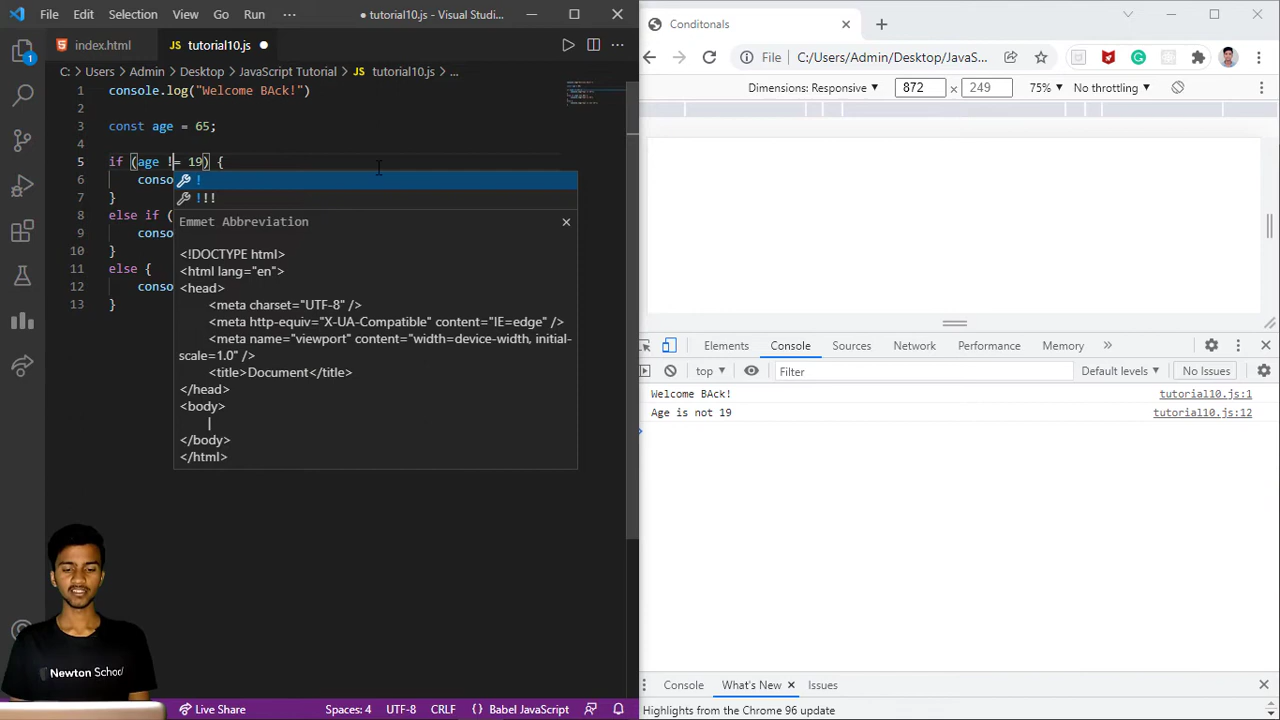 File Edit Selection View Go Run ··· ● tutorial10.js - Visual Studi...
index.html JS tutorial10.js
C: > Users > Admin > Desktop > JavaScript Tutorial > JS tutorial10.js > ...
1 console.log("Welcome BAck!")
2
3 const age = 65;
4
5 if (age != 19) {
6 conso
7 }
8 else if (
9 conso
10 }
11 else {
12 conso
13 }
!
!!!
Emmet Abbreviation
<!DOCTYPE html>
<html lang="en">
<head>
<meta charset="UTF-8" />
<meta http-equiv="X-UA-Compatible" content="IE=edge" />
<meta name="viewport" content="width=device-width, initial-
scale=1.0" />
<title>Document</title>
</head>
<body>
|
</body>
</html>
1
Newton School
Live Share Spaces: 4 UTF-8 CRLF {} Babel JavaScript
Conditonals
File C:/Users/Admin/Desktop/JavaS...
Dimensions: Responsive 872 × 249 75% No throttling
Elements Console Sources Network Performance Memory
top Filter Default levels No Issues
Welcome BAck! tutorial10.js:1
Age is not 19 tutorial10.js:12
Console What's New Issues
Highlights from the Chrome 96 update